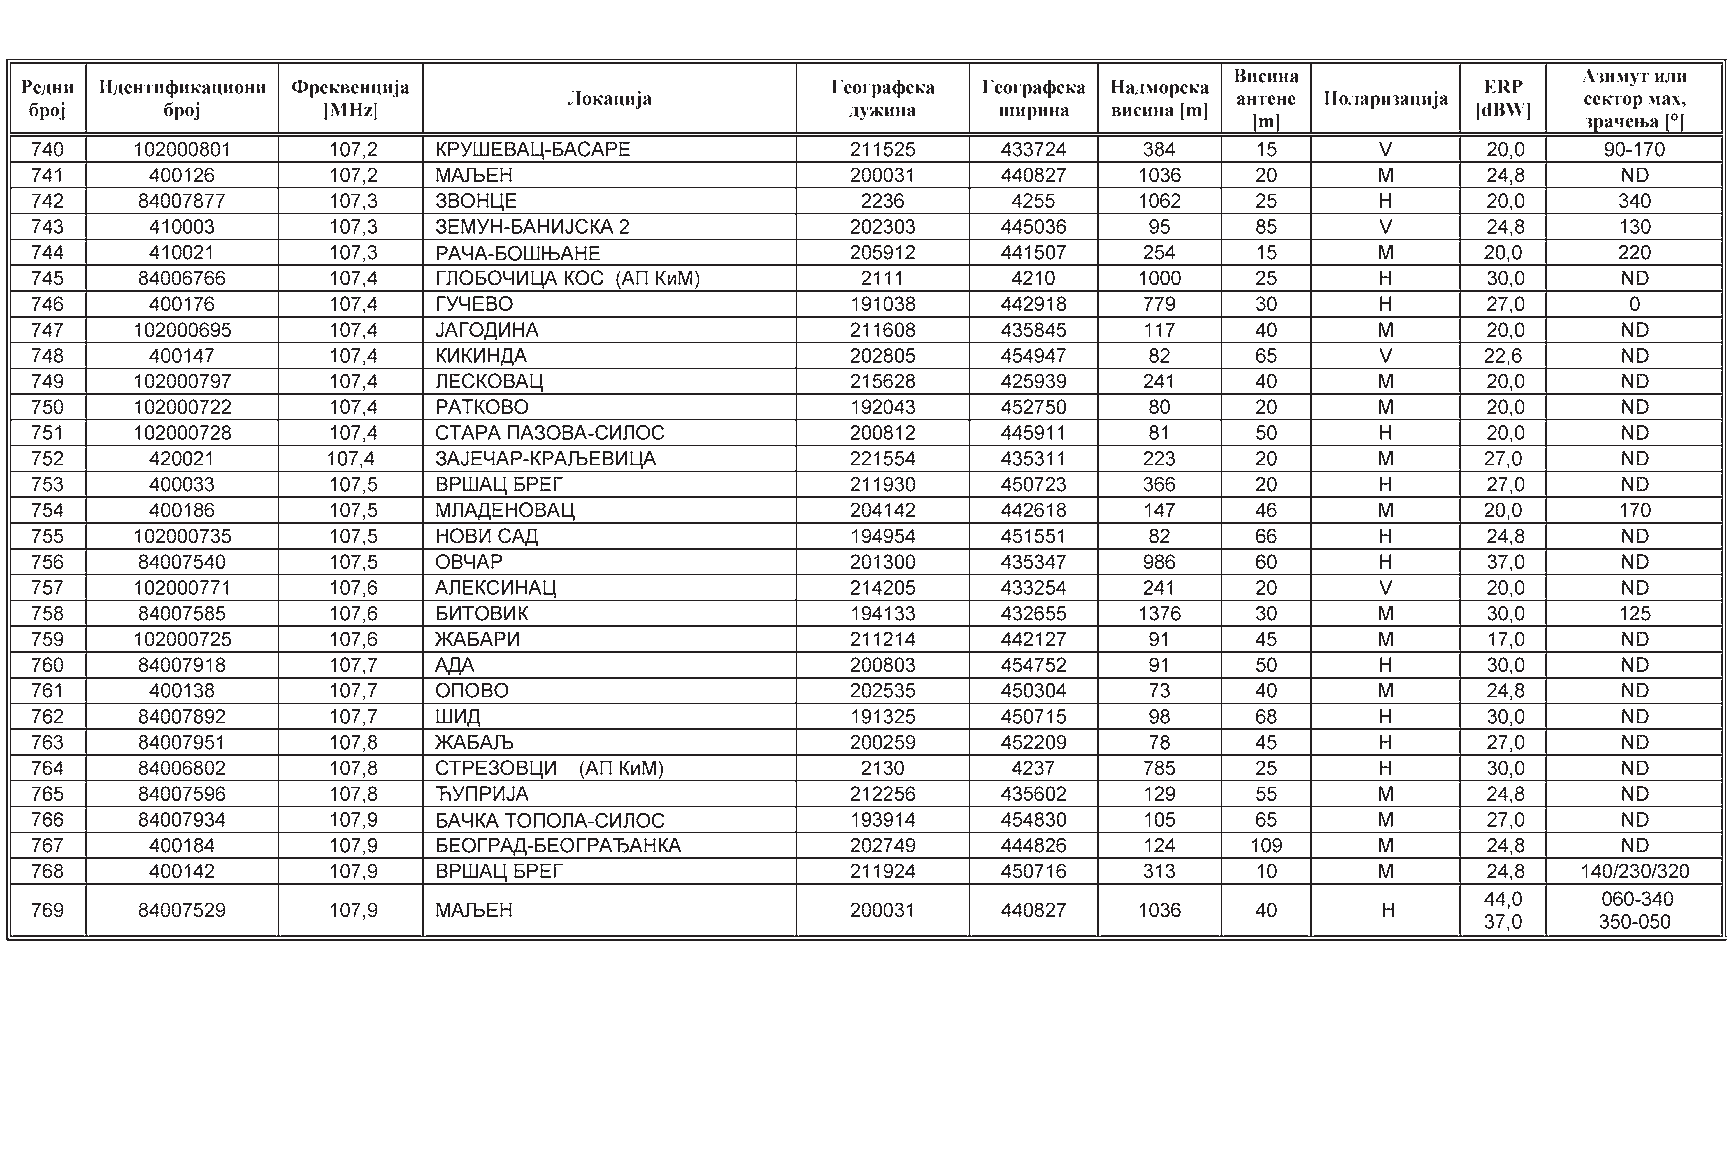 Редни број | Идентификациони број | Фреквенција [MHz] | Локација | Географска дужина | Географска ширина | Надморска висина [m] | Висина антене [m] | Поларизација | ERP [dBW] | Азимут или сектор мах, зрачења [°]
740 102000801 107,2 КРУШЕВАЦ-БАСАРЕ 211525 433724 384 15 V 20,0 90-170
741 400126 107,2 МАЉЕН 200031 440827 1036 20 M 24,8 ND
742 84007877 107,3 ЗВОНЦЕ 2236 4255 1062 25 H 20,0 340
743 410003 107,3 ЗЕМУН-БАНИЈСКА 2 202303 445036 95 85 V 24,8 130
744 410021 107,3 РАЧА-БОШЊАНЕ 205912 441507 254 15 M 20,0 220
745 84006766 107,4 ГЛОБОЧИЦА КОС (АП КиМ) 2111 4210 1000 25 H 30,0 ND
746 400176 107,4 ГУЧЕВО 191038 442918 779 30 H 27,0 0
747 102000695 107,4 ЈАГОДИНА 211608 435845 117 40 M 20,0 ND
748 400147 107,4 КИКИНДА 202805 454947 82 65 V 22,6 ND
749 102000797 107,4 ЛЕСКОВАЦ 215628 425939 241 40 M 20,0 ND
750 102000722 107,4 РАТКОВО 192043 452750 80 20 M 20,0 ND
751 102000728 107,4 СТАРА ПАЗОВА-СИЛОС 200812 445911 81 50 H 20,0 ND
752 420021 107,4 ЗАЈЕЧАР-КРАЉЕВИЦА 221554 435311 223 20 M 27,0 ND
753 400033 107,5 ВРШАЦ БРЕГ 211930 450723 366 20 H 27,0 ND
754 400186 107,5 МЛАДЕНОВАЦ 204142 442618 147 46 M 20,0 170
755 102000735 107,5 НОВИ САД 194954 451551 82 66 H 24,8 ND
756 84007540 107,5 ОВЧАР 201300 435347 986 60 H 37,0 ND
757 102000771 107,6 АЛЕКСИНАЦ 214205 433254 241 20 V 20,0 ND
758 84007585 107,6 БИТОВИК 194133 432655 1376 30 M 30,0 125
759 102000725 107,6 ЖАБАРИ 211214 442127 91 45 M 17,0 ND
760 84007918 107,7 АДА 200803 454752 91 50 H 30,0 ND
761 400138 107,7 ОПОВО 202535 450304 73 40 M 24,8 ND
762 84007892 107,7 ШИД 191325 450715 98 68 H 30,0 ND
763 84007951 107,8 ЖАБАЉ 200259 452209 78 45 H 27,0 ND
764 84006802 107,8 СТРЕЗОВЦИ (АП КиМ) 2130 4237 785 25 H 30,0 ND
765 84007596 107,8 ЋУПРИЈА 212256 435602 129 55 M 24,8 ND
766 84007934 107,9 БАЧКА ТОПОЛА-СИЛОС 193914 454830 105 65 M 27,0 ND
767 400184 107,9 БЕОГРАД-БЕОГРАЂАНКА 202749 444826 124 109 M 24,8 ND
768 400142 107,9 ВРШАЦ БРЕГ 211924 450716 313 10 M 24,8 140/230/320
769 84007529 107,9 МАЉЕН 200031 440827 1036 40 H 44,0 060-340
37,0 350-050